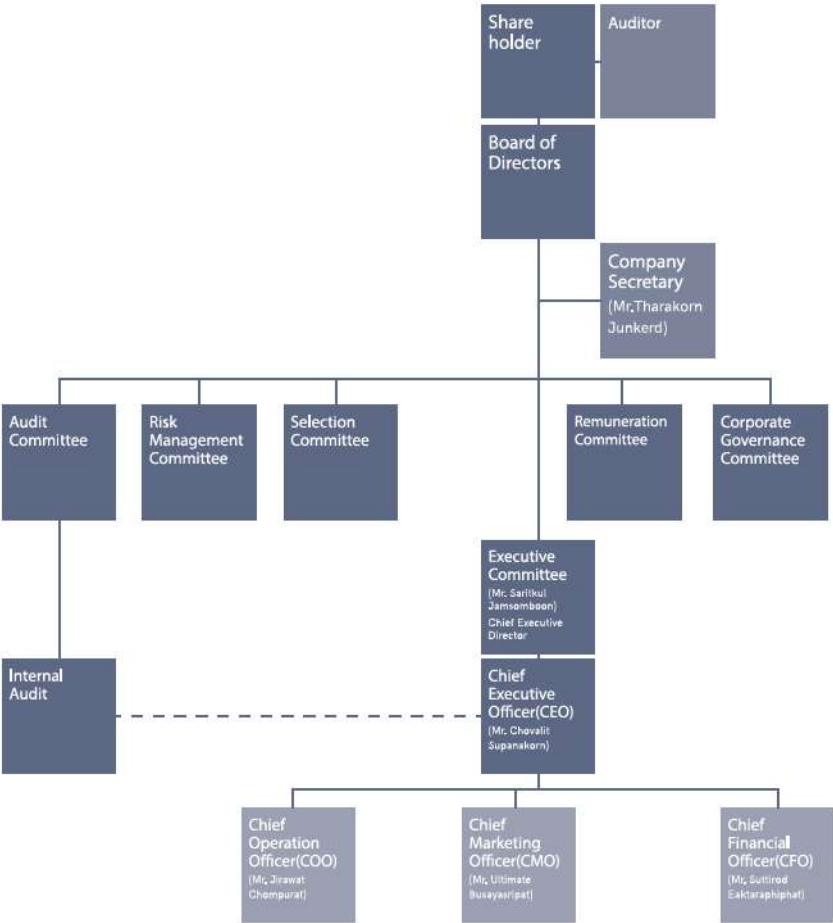 Share
holder
Auditor
Board of
Directors
Company
Secretary
(Mr.Tharakorn
Junkerd)
Audit
Committee
Risk
Management
Committee
Selection
Committee
Remuneration
Committee
Corporate
Governance
Committee
Executive
Committee
(Mr. Saritkul
Jamsomboon)
Chief Executive
Director
Internal
Audit
Chief
Executive
Officer(CEO)
(Mr. Chavalit
Supanakorn)
Chief
Operation
Officer(COO)
(Mr. Jirawat
Chompurat)
Chief
Marketing
Officer(CMO)
(Mr. Ultimate
Busayasripat)
Chief
Financial
Officer(CFO)
(Mr. Suttirod
Eaktaraphiphat)